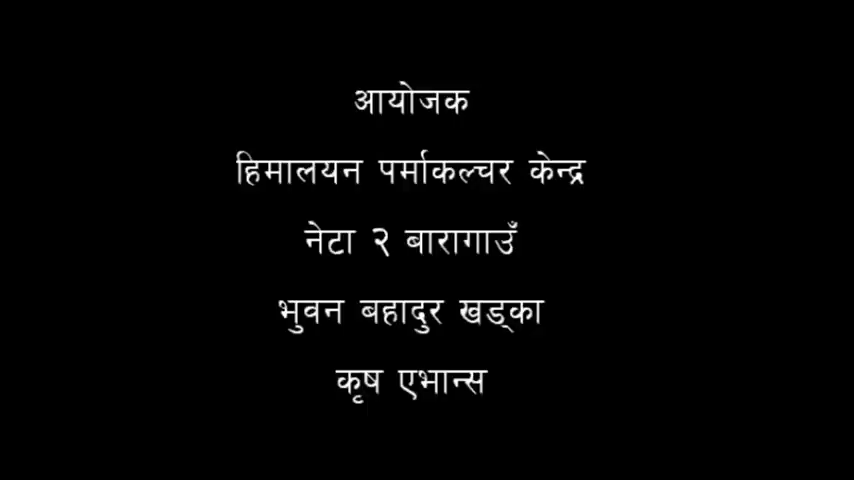 आयोजक
हिमालयन पर्माकल्चर केन्द्र
नेटा २ बारागाउँ
भुवन बहादुर खड्का
कृष एभान्स